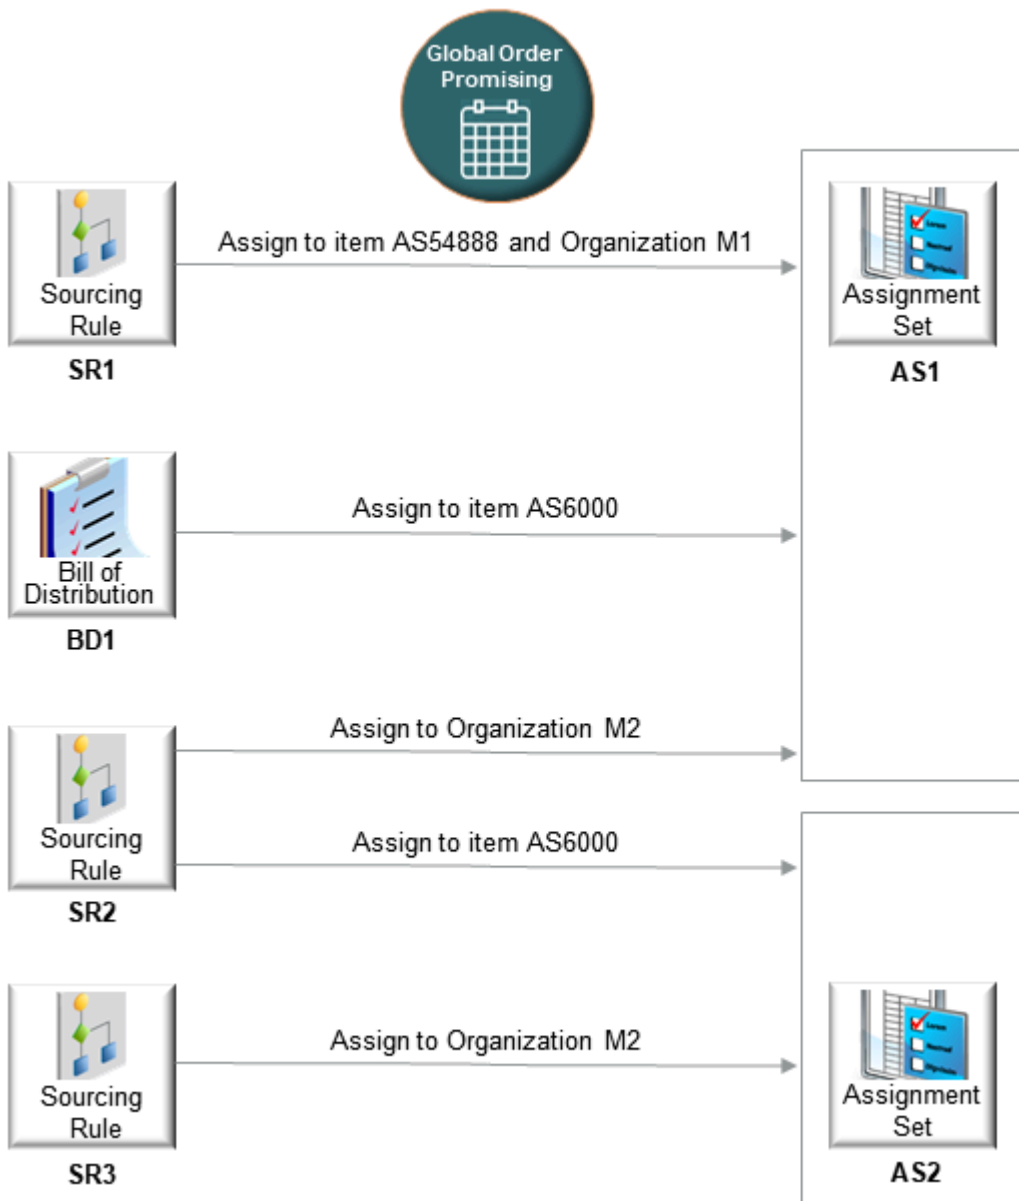 Global Order
Promising
Assign to item AS54888 and Organization M1
Sourcing
Rule
SR1
Assignment
Set
AS1
Assign to item AS6000
Bill of
Distribution
BD1
Assign to Organization M2
Sourcing
Rule
SR2
Assign to item AS6000
Assign to Organization M2
Sourcing
Rule
SR3
Assignment
Set
AS2